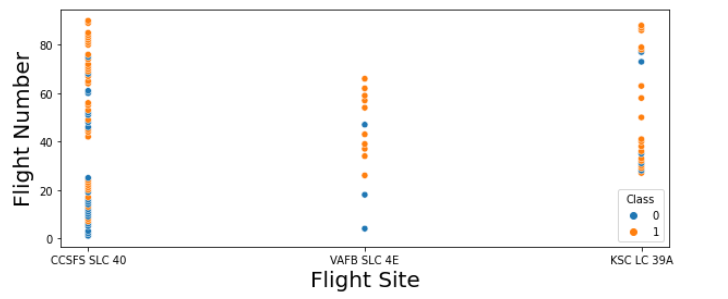 Flight Number
80
60
40
20
0
CCSFS SLC 40
VAFB SLC 4E
KSC LC 39A
Flight Site
Class
0
1